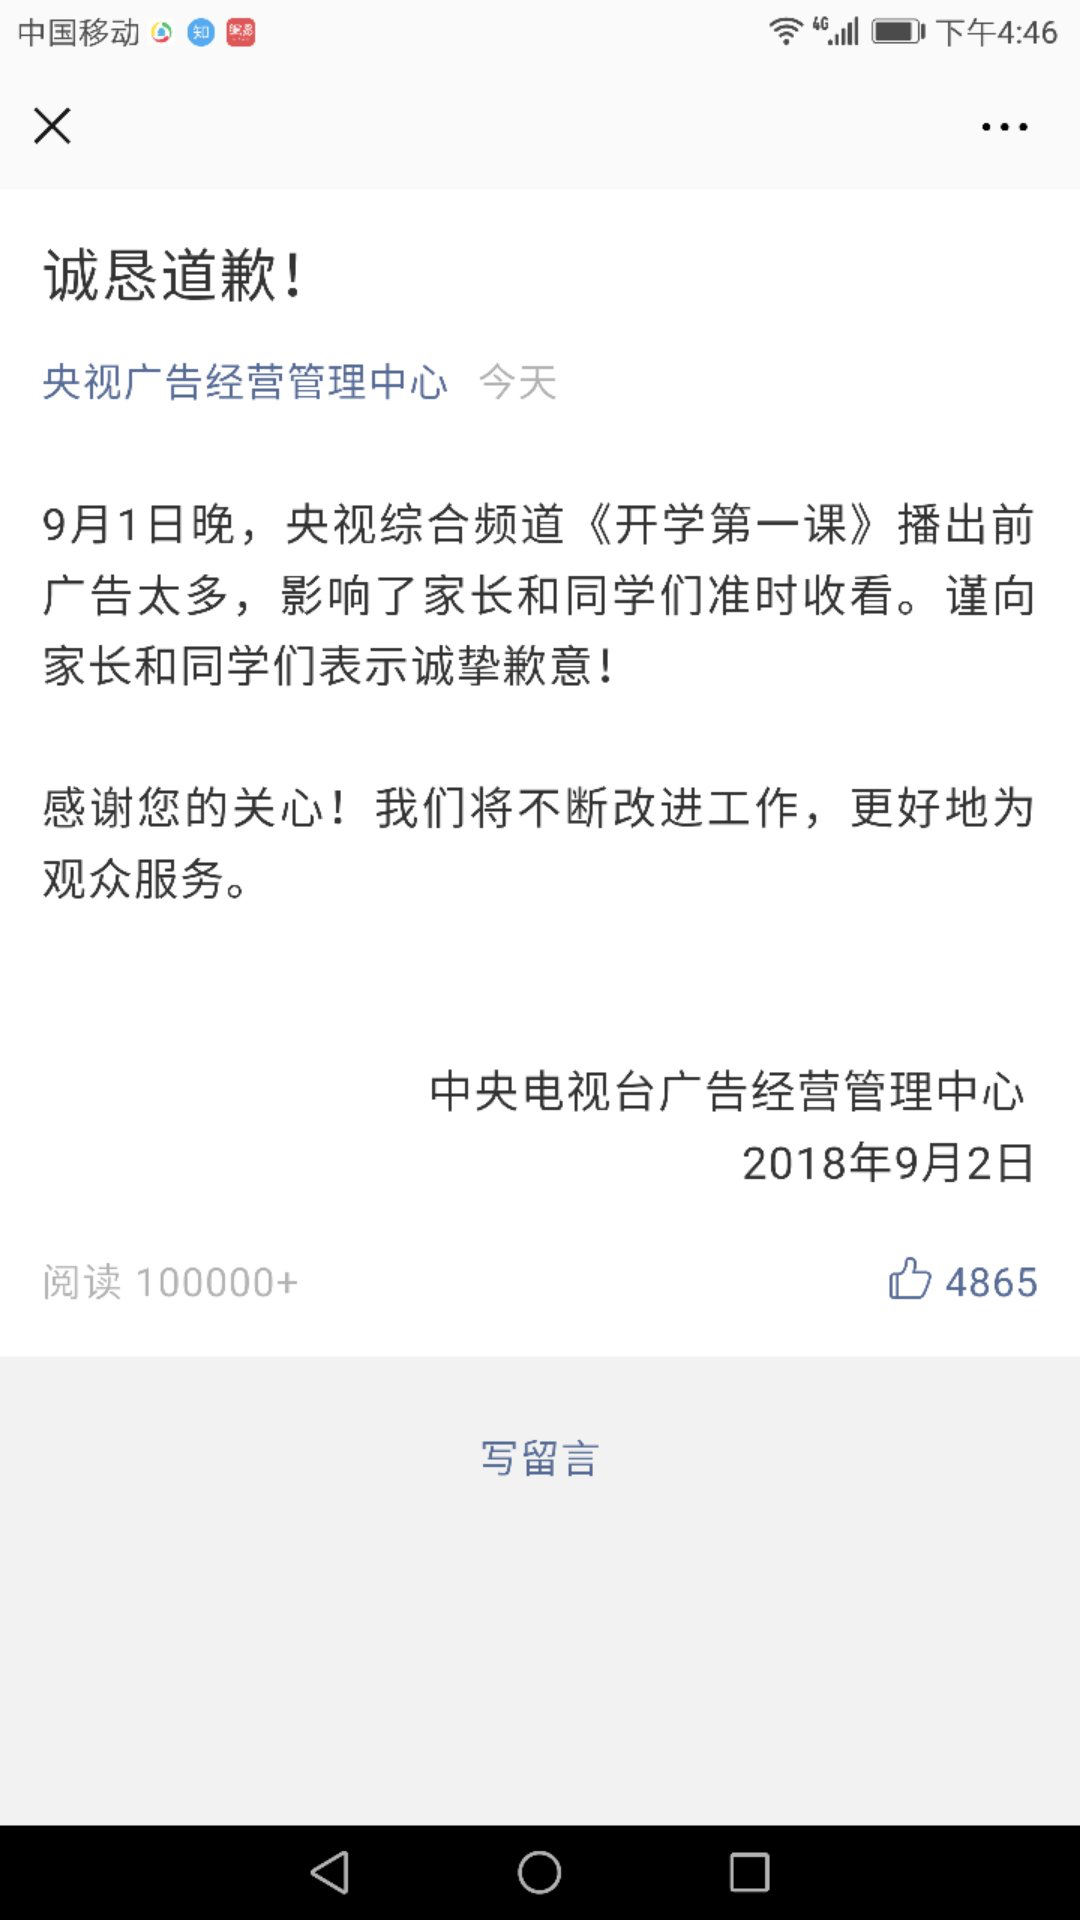 中国移动 知 下午4:46
4G
诚恳道歉！
央视广告经营管理中心 今天
9月1日晚，央视综合频道《开学第一课》播出前
广告太多，影响了家长和同学们准时收看。谨向
家长和同学们表示诚挚歉意！
感谢您的关心！我们将不断改进工作，更好地为
观众服务。
中央电视台广告经营管理中心
2018年9月2日
阅读 100000+ 4865
写留言